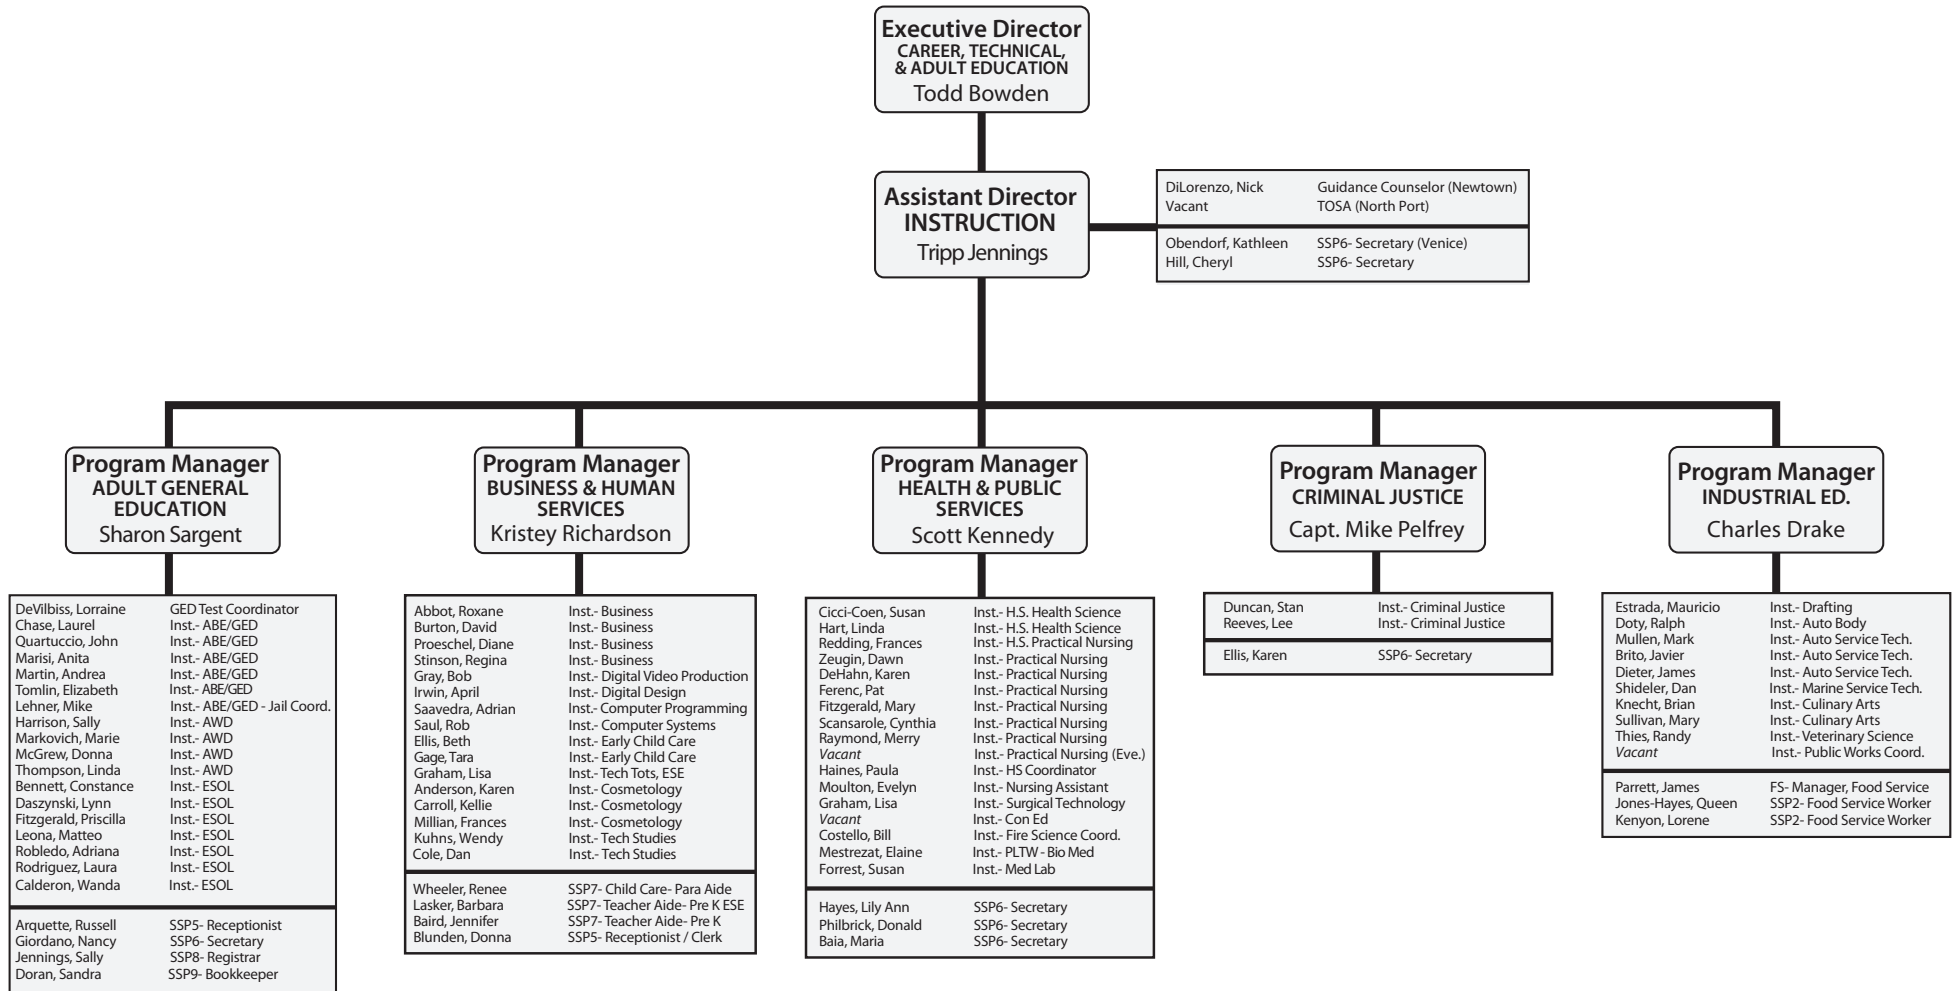 Executive Director
CAREER, TECHNICAL,
& ADULT EDUCATION
Todd Bowden
Assistant Director
INSTRUCTION
Tripp Jennings
DiLorenzo, Nick Guidance Counselor (Newtown)
Vacant TOSA (North Port)
Obendorf, Kathleen SSP6- Secretary (Venice)
Hill, Cheryl SSP6- Secretary
Program Manager
ADULT GENERAL
EDUCATION
Sharon Sargent
DeVilbiss, Lorraine GED Test Coordinator
Chase, Laurel Inst.- ABE/GED
Quartuccio, John Inst.- ABE/GED
Marisi, Anita Inst.- ABE/GED
Martin, Andrea Inst.- ABE/GED
Tomlin, Elizabeth Inst.- ABE/GED
Lehner, Mike Inst.- ABE/GED - Jail Coord.
Harrison, Sally Inst.- AWD
Markovich, Marie Inst.- AWD
McGrew, Donna Inst.- AWD
Thompson, Linda Inst.- AWD
Bennett, Constance Inst.- ESOL
Daszynski, Lynn Inst.- ESOL
Fitzgerald, Priscilla Inst.- ESOL
Leona, Matteo Inst.- ESOL
Robledo, Adriana Inst.- ESOL
Rodriguez, Laura Inst.- ESOL
Calderon, Wanda Inst.- ESOL
Arquette, Russell SSP5- Receptionist
Giordano, Nancy SSP6- Secretary
Jennings, Sally SSP8- Registrar
Doran, Sandra SSP9- Bookkeeper
Program Manager
BUSINESS & HUMAN
SERVICES
Kristey Richardson
Abbot, Roxane Inst.- Business
Burton, David Inst.- Business
Proeschel, Diane Inst.- Business
Stinson, Regina Inst.- Business
Gray, Bob Inst.- Digital Video Production
Irwin, April Inst.- Digital Design
Saavedra, Adrian Inst.- Computer Programming
Saul, Rob Inst.- Computer Systems
Ellis, Beth Inst.- Early Child Care
Gage, Tara Inst.- Early Child Care
Graham, Lisa Inst.- Tech Tots, ESE
Anderson, Karen Inst.- Cosmetology
Carroll, Kellie Inst.- Cosmetology
Millian, Frances Inst.- Cosmetology
Kuhns, Wendy Inst.- Tech Studies
Cole, Dan Inst.- Tech Studies
Wheeler, Renee SSP7- Child Care- Para Aide
Lasker, Barbara SSP7- Teacher Aide- Pre K ESE
Baird, Jennifer SSP7- Teacher Aide- Pre K
Blunden, Donna SSP5- Receptionist / Clerk
Program Manager
HEALTH & PUBLIC
SERVICES
Scott Kennedy
Cicci-Coen, Susan Inst.- H.S. Health Science
Hart, Linda Inst.- H.S. Health Science
Redding, Frances Inst.- H.S. Practical Nursing
Zeugin, Dawn Inst.- Practical Nursing
DeHahn, Karen Inst.- Practical Nursing
Ferenc, Pat Inst.- Practical Nursing
Fitzgerald, Mary Inst.- Practical Nursing
Scansarole, Cynthia Inst.- Practical Nursing
Raymond, Merry Inst.- Practical Nursing
Vacant Inst.- Practical Nursing (Eve.)
Haines, Paula Inst.- HS Coordinator
Moulton, Evelyn Inst.- Nursing Assistant
Graham, Lisa Inst.- Surgical Technology
Vacant Inst.- Con Ed
Costello, Bill Inst.- Fire Science Coord.
Mestrezat, Elaine Inst.- PLTW - Bio Med
Forrest, Susan Inst.- Med Lab
Hayes, Lily Ann SSP6- Secretary
Philbrick, Donald SSP6- Secretary
Baia, Maria SSP6- Secretary
Program Manager
CRIMINAL JUSTICE
Capt. Mike Pelfrey
Duncan, Stan Inst.- Criminal Justice
Reeves, Lee Inst.- Criminal Justice
Ellis, Karen SSP6- Secretary
Program Manager
INDUSTRIAL ED.
Charles Drake
Estrada, Mauricio Inst.- Drafting
Doty, Ralph Inst.- Auto Body
Mullen, Mark Inst.- Auto Service Tech.
Brito, Javier Inst.- Auto Service Tech.
Dieter, James Inst.- Auto Service Tech.
Shideler, Dan Inst.- Marine Service Tech.
Knecht, Brian Inst.- Culinary Arts
Sullivan, Mary Inst.- Culinary Arts
Thies, Randy Inst.- Veterinary Science
Vacant Inst.- Public Works Coord.
Parrett, James FS- Manager, Food Service
Jones-Hayes, Queen SSP2- Food Service Worker
Kenyon, Lorene SSP2- Food Service Worker